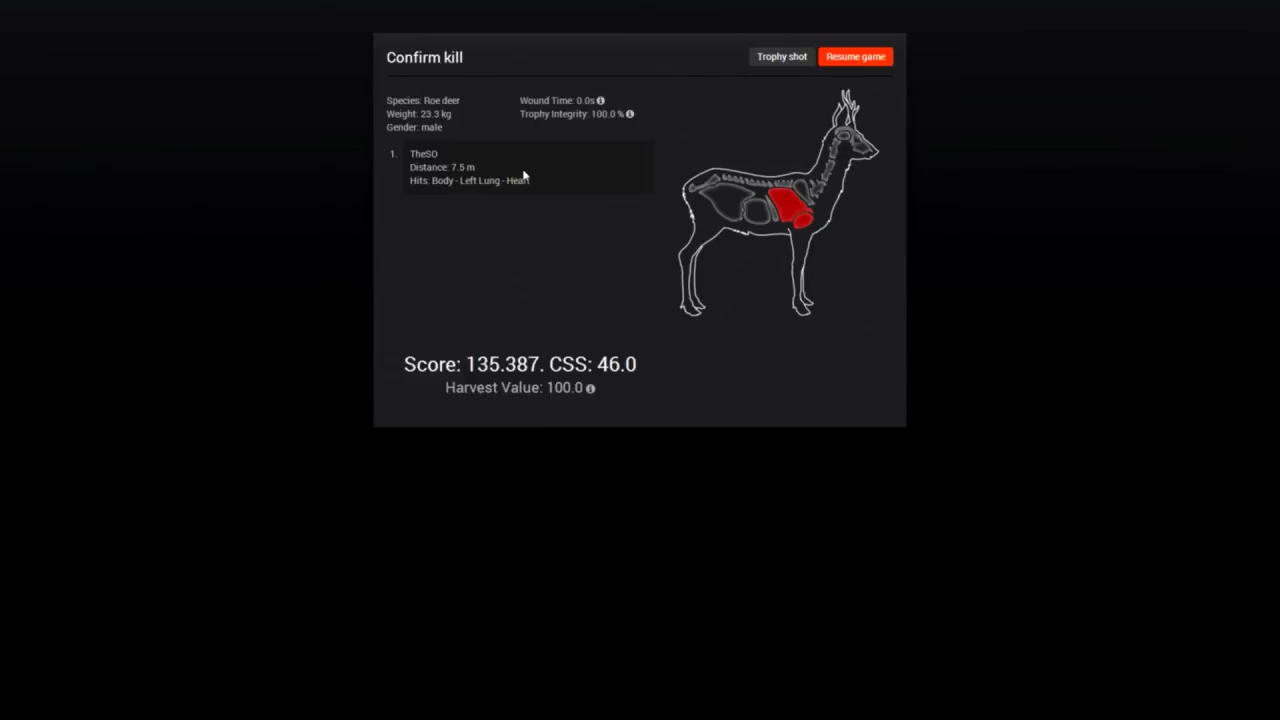 Confirm kill
Trophy shot
Resume game
Species: Roe deer
Wound Time: 0.0s
Weight: 23.3 kg
Trophy Integrity: 100.0 %
Gender: male
1. TheSO
Distance: 7.5 m
Hits: Body - Left Lung - Heart
Score: 135.387. CSS: 46.0
Harvest Value: 100.0